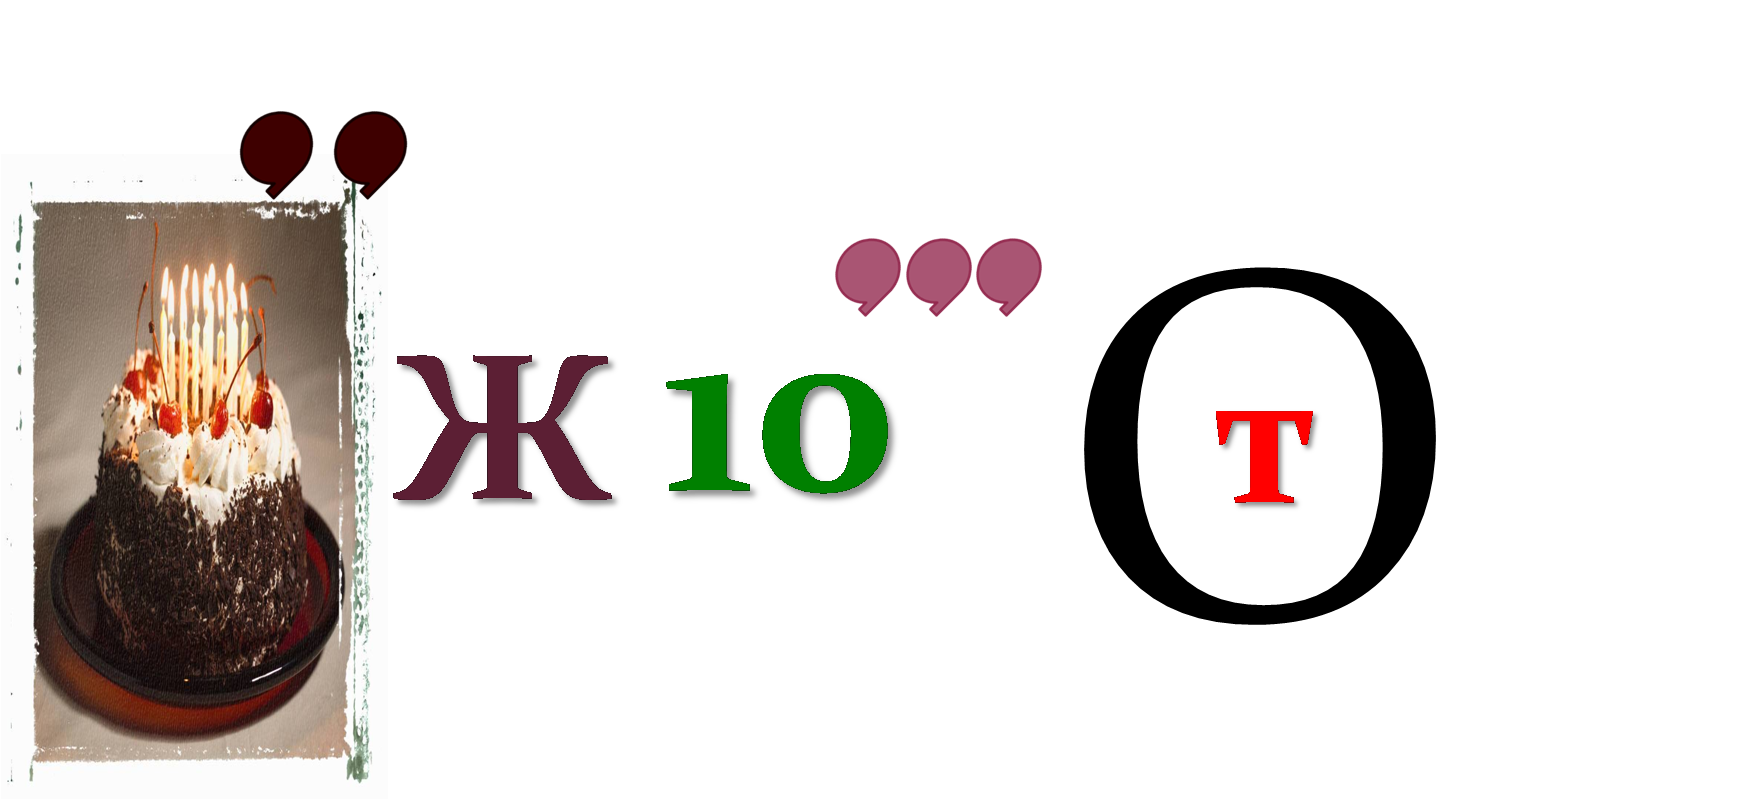 ,, Ж 10 ,,, О
т